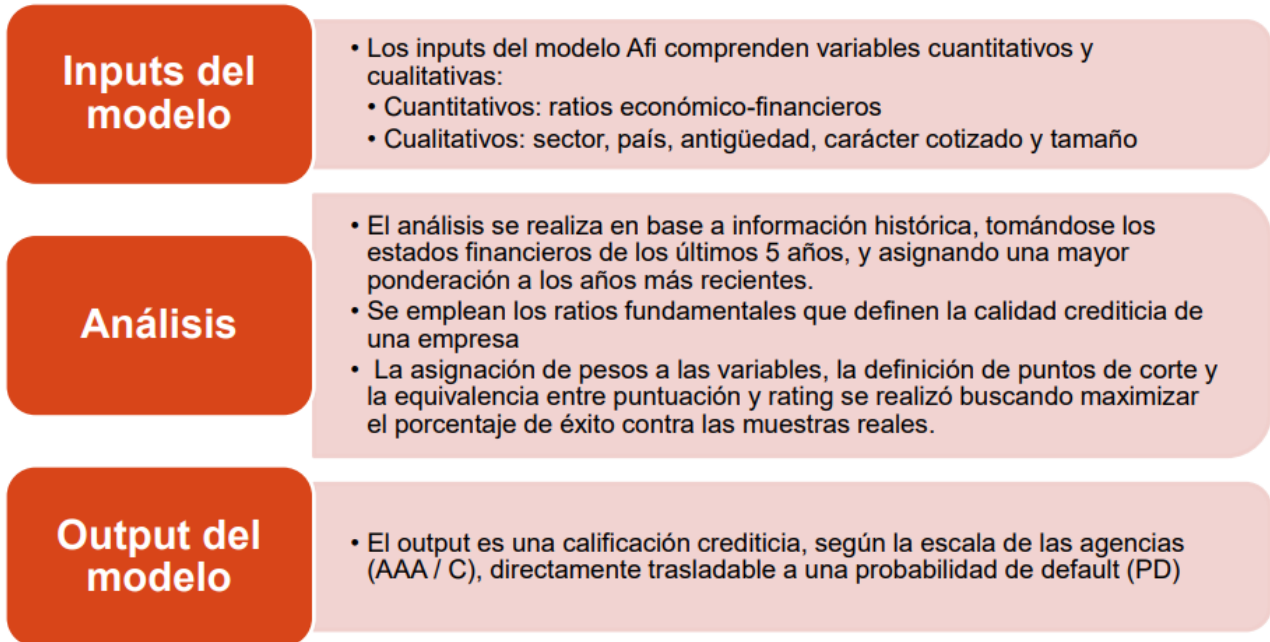 Inputs del
modelo
• Los inputs del modelo Afi comprenden variables cuantitativos y
cualitativas:
• Cuantitativos: ratios económico-financieros
• Cualitativos: sector, país, antigüedad, carácter cotizado y tamaño
Análisis
• El análisis se realiza en base a información histórica, tomándose los
estados financieros de los últimos 5 años, y asignando una mayor
ponderación a los años más recientes.
• Se emplean los ratios fundamentales que definen la calidad crediticia de
una empresa
• La asignación de pesos a las variables, la definición de puntos de corte y
la equivalencia entre puntuación y rating se realizó buscando maximizar
el porcentaje de éxito contra las muestras reales.
Output del
modelo
• El output es una calificación crediticia, según la escala de las agencias
(AAA / C), directamente trasladable a una probabilidad de default (PD)